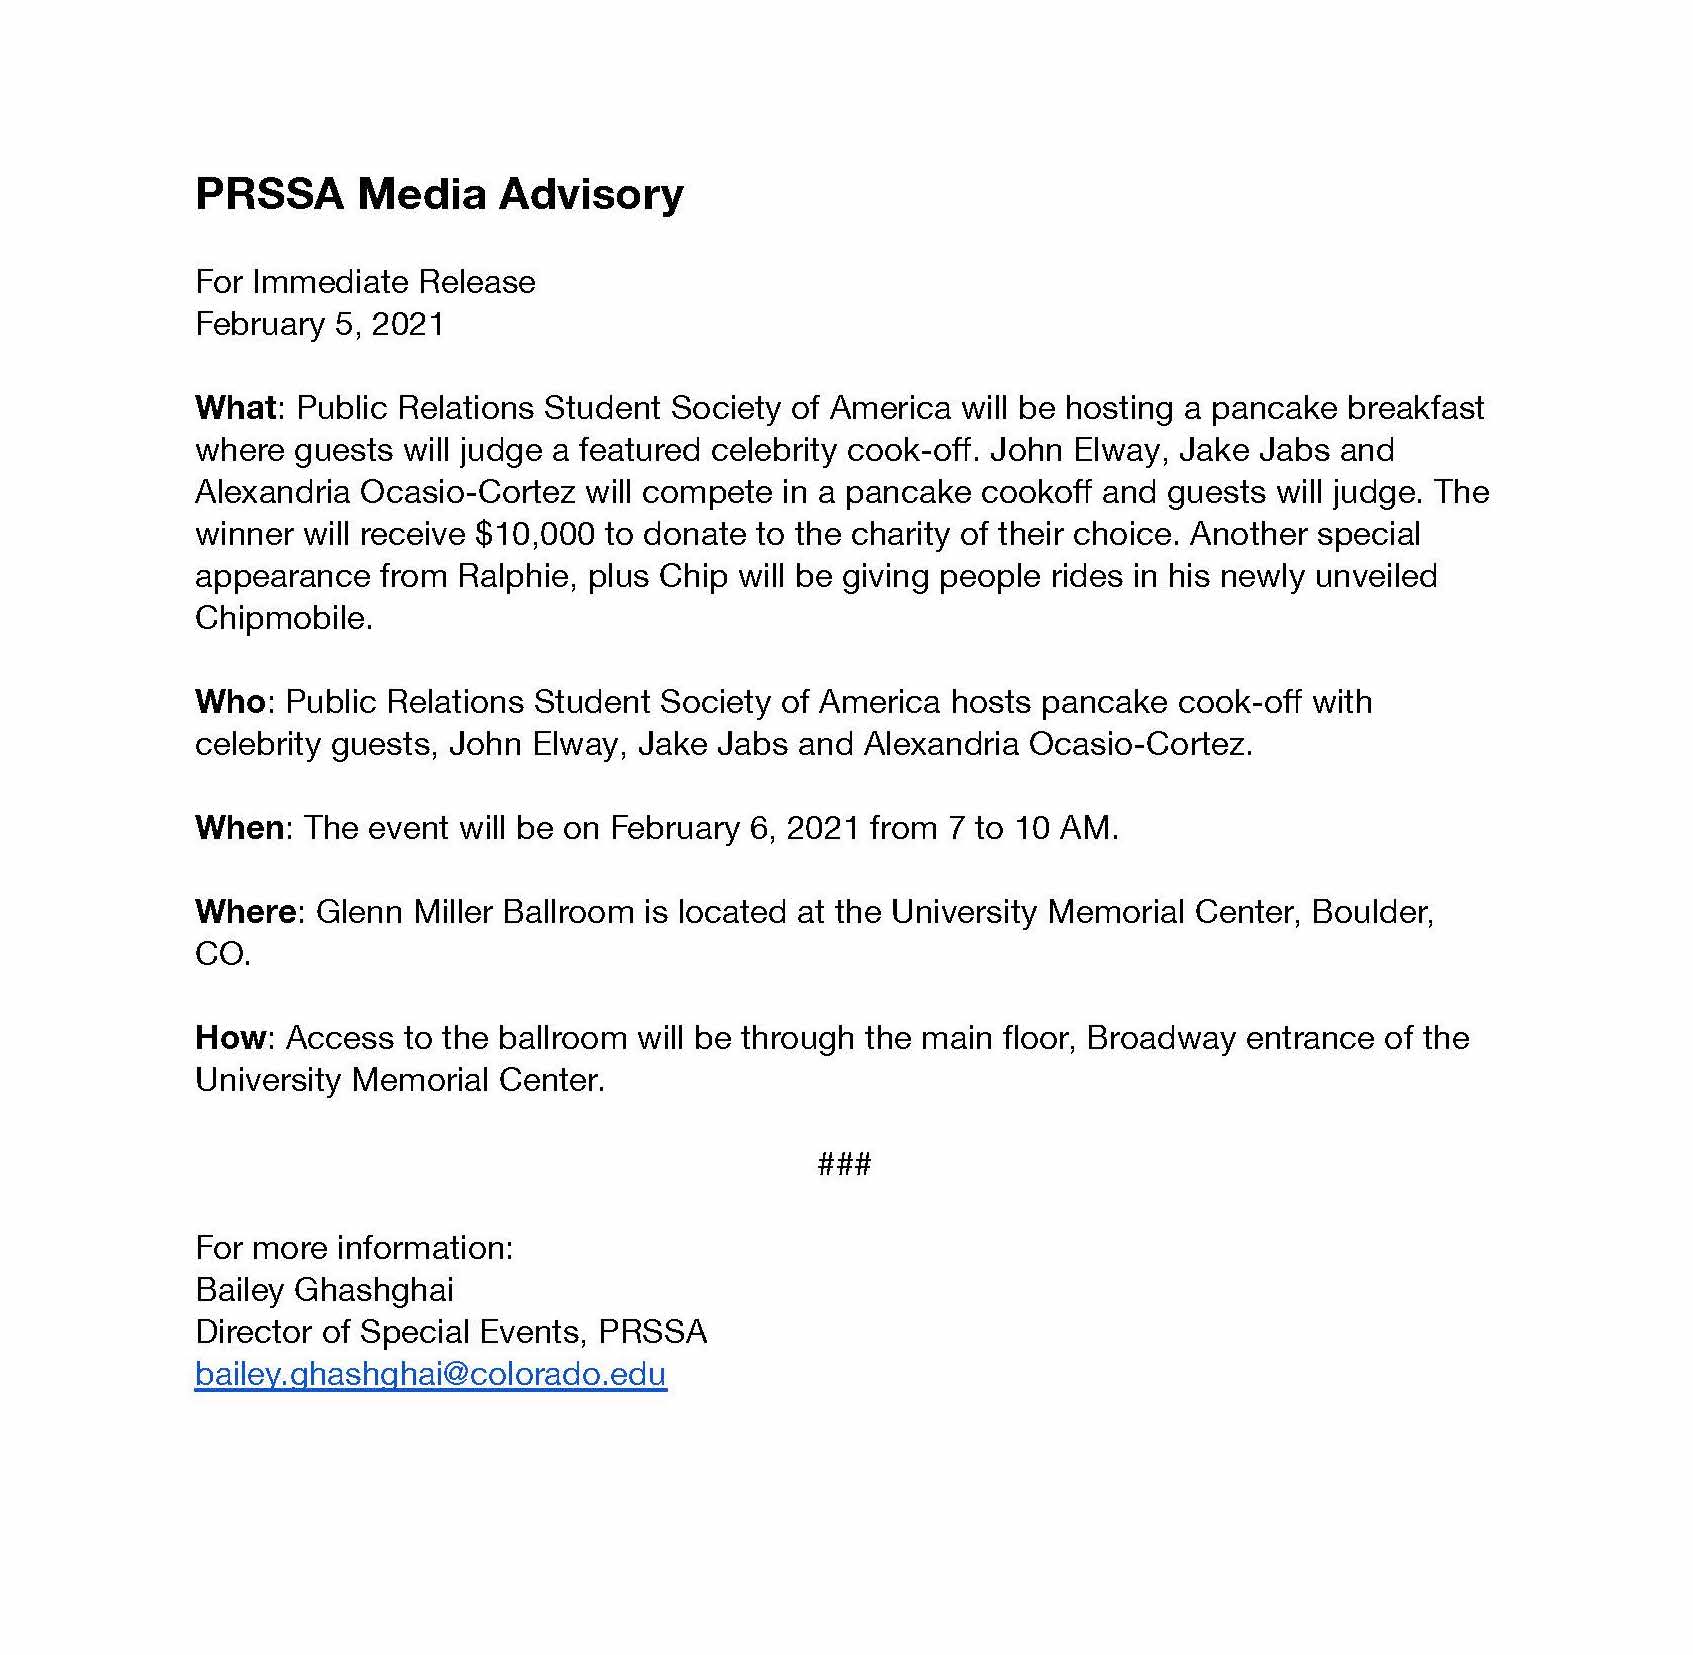 PRSSA Media Advisory
For Immediate Release
February 5, 2021
What: Public Relations Student Society of America will be hosting a pancake breakfast
where guests will judge a featured celebrity cook-off. John Elway, Jake Jabs and
Alexandria Ocasio-Cortez will compete in a pancake cookoff and guests will judge. The
winner will receive $10,000 to donate to the charity of their choice. Another special
appearance from Ralphie, plus Chip will be giving people rides in his newly unveiled
Chipmobile.
Who: Public Relations Student Society of America hosts pancake cook-off with
celebrity guests, John Elway, Jake Jabs and Alexandria Ocasio-Cortez.
When: The event will be on February 6, 2021 from 7 to 10 AM.
Where: Glenn Miller Ballroom is located at the University Memorial Center, Boulder,
CO.
How: Access to the ballroom will be through the main floor, Broadway entrance of the
University Memorial Center.
###
For more information:
Bailey Ghashghai
Director of Special Events, PRSSA
bailey.ghashghai@colorado.edu